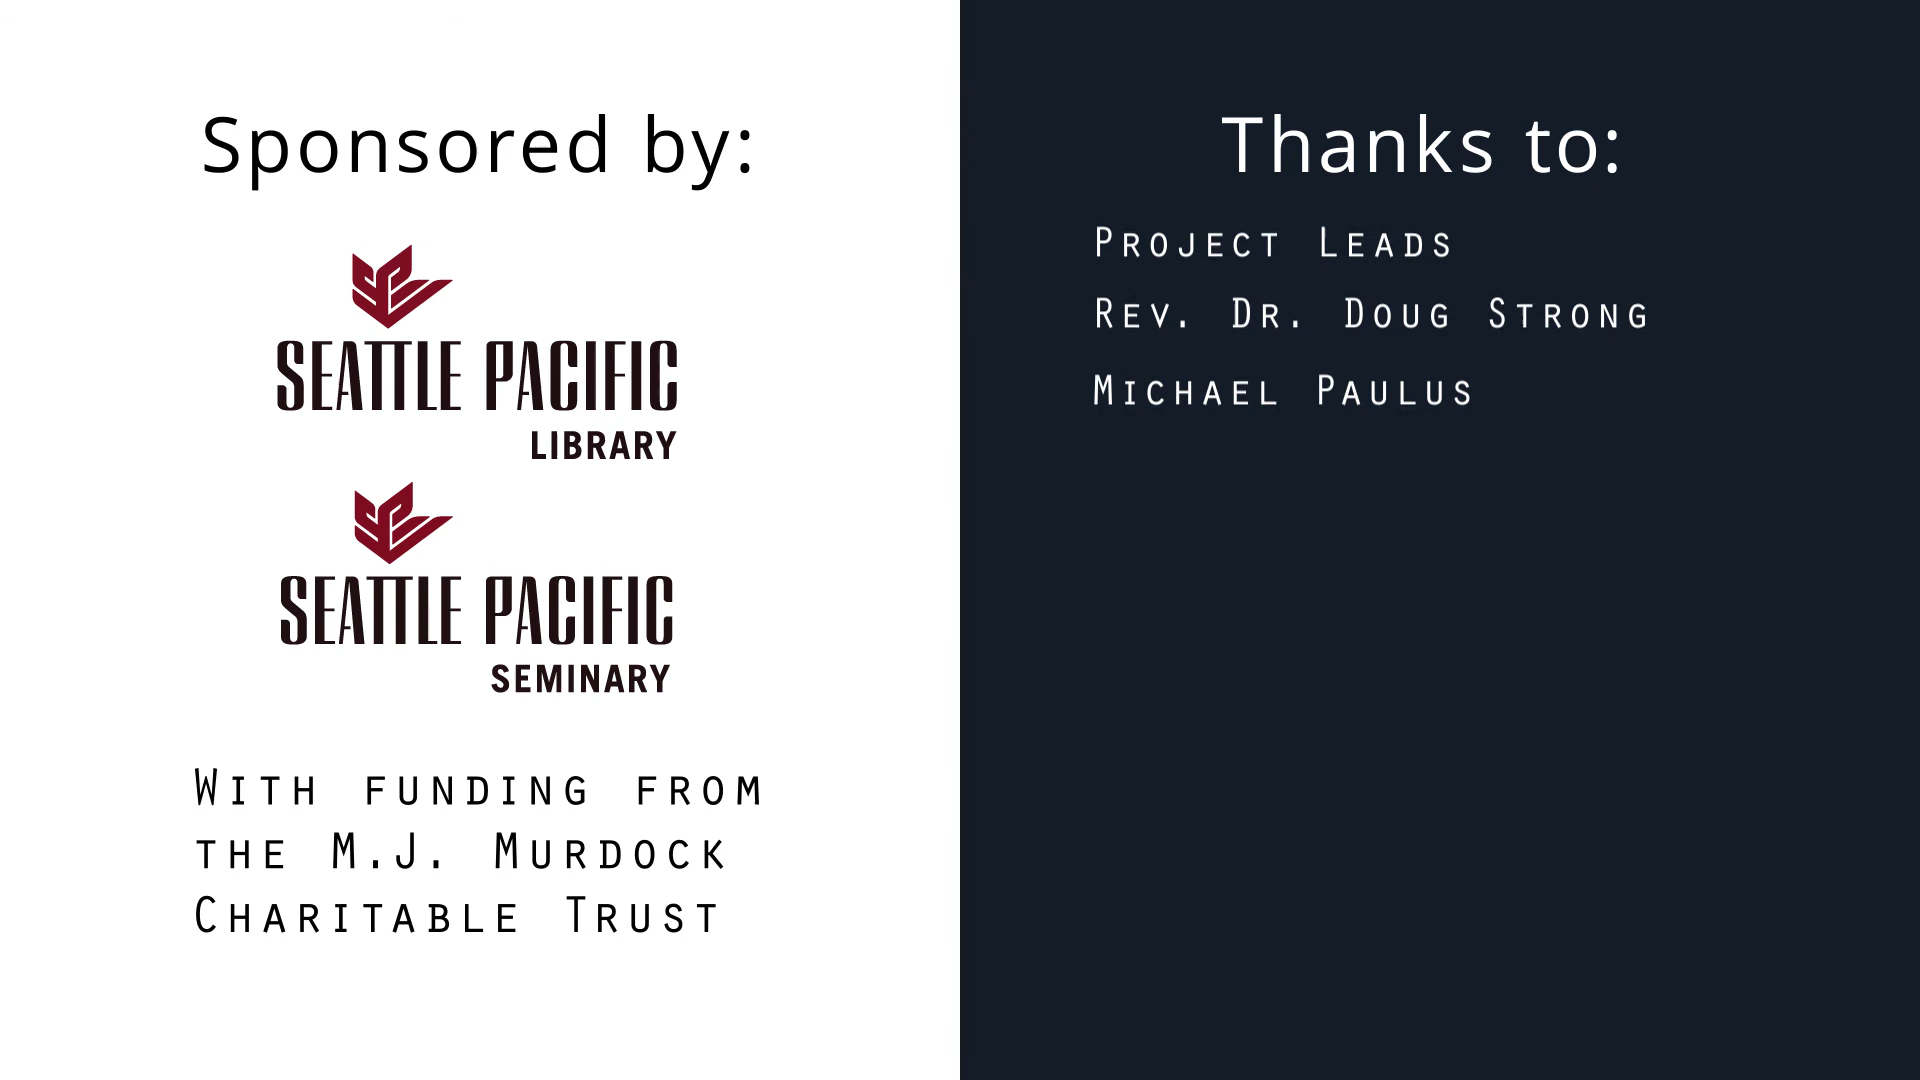 Sponsored by:
SEATTLE PACIFIC
LIBRARY
SEATTLE PACIFIC
SEMINARY
With funding from
the M.J. Murdock
Charitable Trust
Thanks to:
Project Leads
Rev. Dr. Doug Strong
Michael Paulus